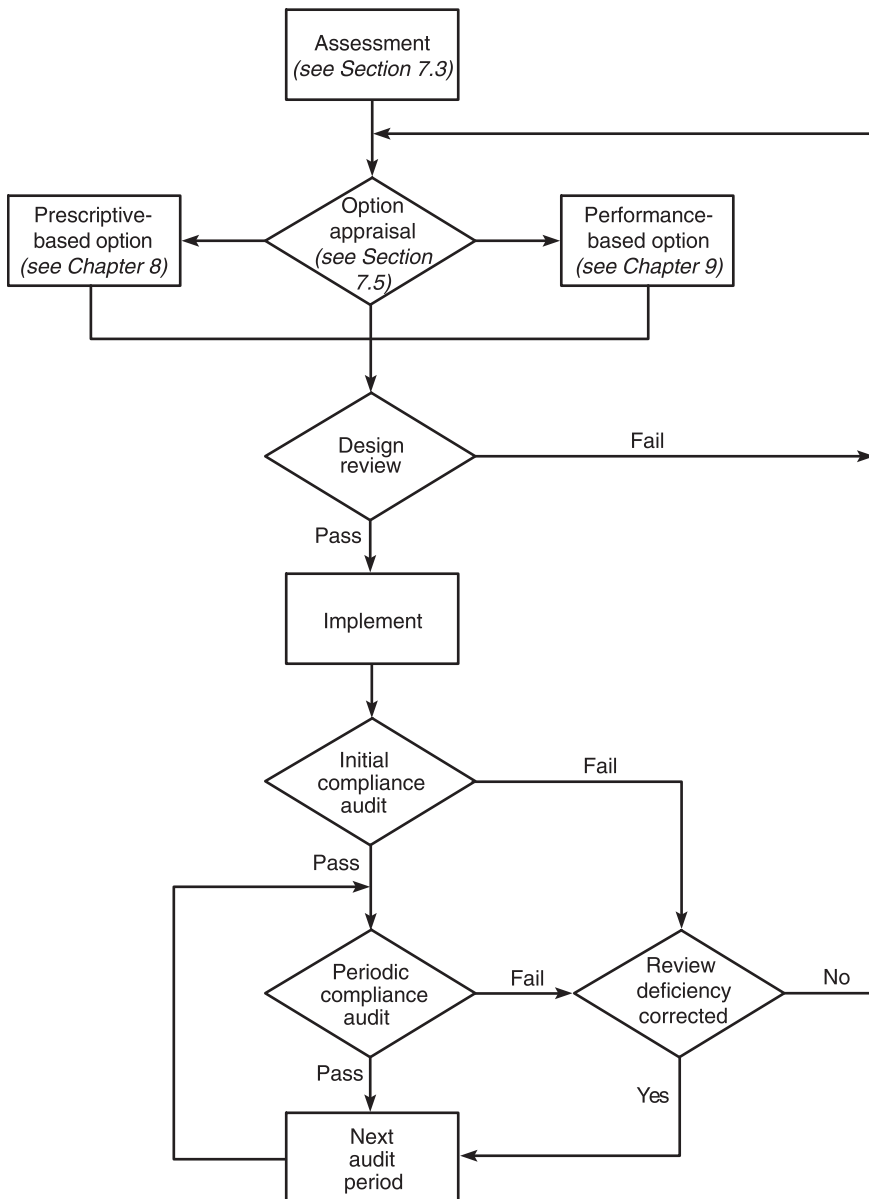 Assessment
(see Section 7.3)
Option
appraisal
(see Section
7.5)
Prescriptive-
based option
(see Chapter 8)
Performance-
based option
(see Chapter 9)
Design
review
Fail
Pass
Implement
Initial
compliance
audit
Fail
Pass
Periodic
compliance
audit
Fail
Review
deficiency
corrected
No
Pass
Yes
Next
audit
period